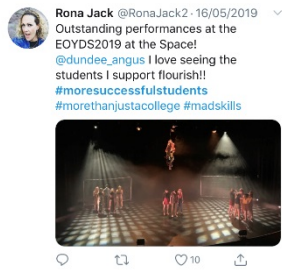 Rona Jack @RonaJack2 · 16/05/2019
Outstanding performances at the
EOYDS2019 at the Space!
@dundee_angus I love seeing the
students I support flourish!!
#moresuccessfulstudents
#morethanjustacollege #madskills
10